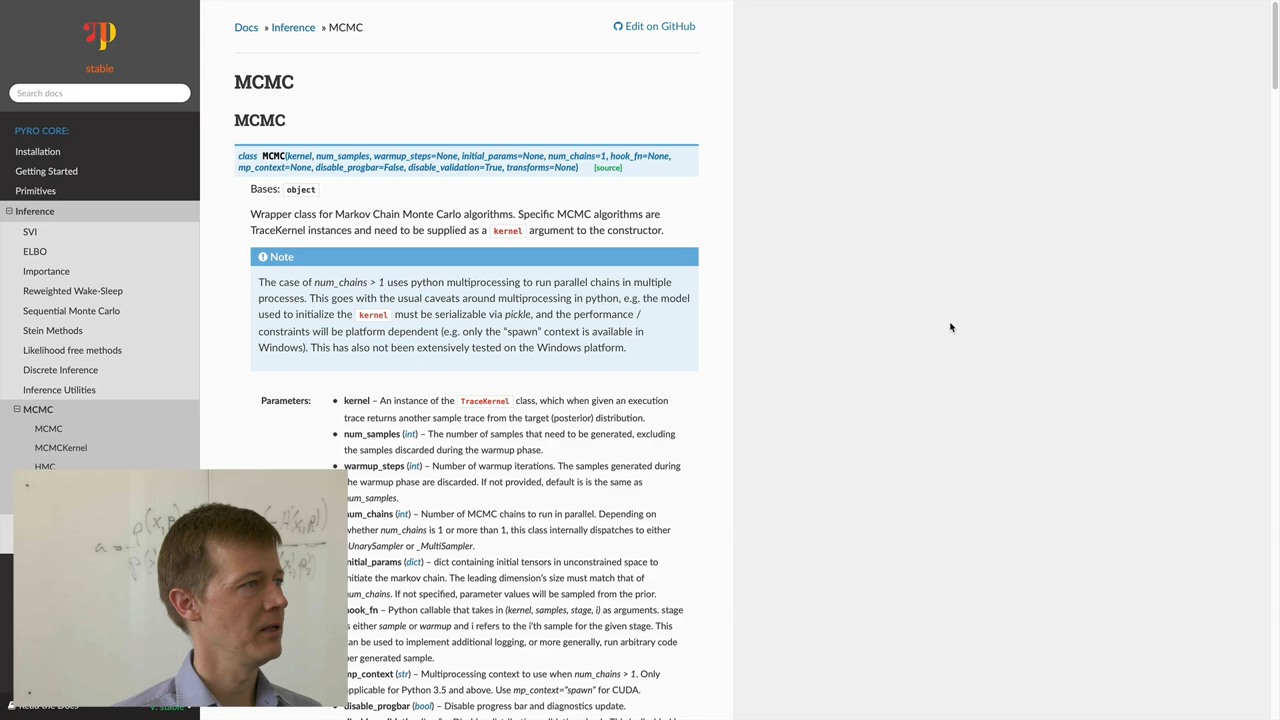 stable
Search docs
PYRO CORE:
Installation
Getting Started
Primitives
Inference
SVI
ELBO
Importance
Reweighted Wake-Sleep
Sequential Monte Carlo
Stein Methods
Likelihood free methods
Discrete Inference
Inference Utilities
MCMC
MCMC
MCMCKernel
HMC
Read the Docs
v: stable
Docs » Inference » MCMC
Edit on GitHub
MCMC
MCMC
class MCMC(kernel, num_samples, warmup_steps=None, initial_params=None, num_chains=1, hook_fn=None,
mp_context=None, disable_progbar=False, disable_validation=True, transforms=None) [source]
Bases: object
Wrapper class for Markov Chain Monte Carlo algorithms. Specific MCMC algorithms are
TraceKernel instances and need to be supplied as a kernel argument to the constructor.
Note
The case of num_chains > 1 uses python multiprocessing to run parallel chains in multiple
processes. This goes with the usual caveats around multiprocessing in python, e.g. the model
used to initialize the kernel must be serializable via pickle, and the performance /
constraints will be platform dependent (e.g. only the “spawn” context is available in
Windows). This has also not been extensively tested on the Windows platform.
Parameters:
• kernel – An instance of the TraceKernel class, which when given an execution
trace returns another sample trace from the target (posterior) distribution.
• num_samples (int) – The number of samples that need to be generated, excluding
the samples discarded during the warmup phase.
• warmup_steps (int) – Number of warmup iterations. The samples generated during
the warmup phase are discarded. If not provided, default is is the same as
num_samples.
num_chains (int) – Number of MCMC chains to run in parallel. Depending on
whether num_chains is 1 or more than 1, this class internally dispatches to either
_UnarySampler or _MultiSampler.
initial_params (dict) – dict containing initial tensors in unconstrained space to
initiate the markov chain. The leading dimension’s size must match that of
num_chains. If not specified, parameter values will be sampled from the prior.
hook_fn – Python callable that takes in (kernel, samples, stage, i) as arguments. stage
is either sample or warmup and i refers to the i’th sample for the given stage. This
can be used to implement additional logging, or more generally, run arbitrary code
per generated sample.
mp_context (str) – Multiprocessing context to use when num_chains > 1. Only
applicable for Python 3.5 and above. Use mp_context=”spawn” for CUDA.
disable_progbar (bool) – Disable progress bar and diagnostics update.